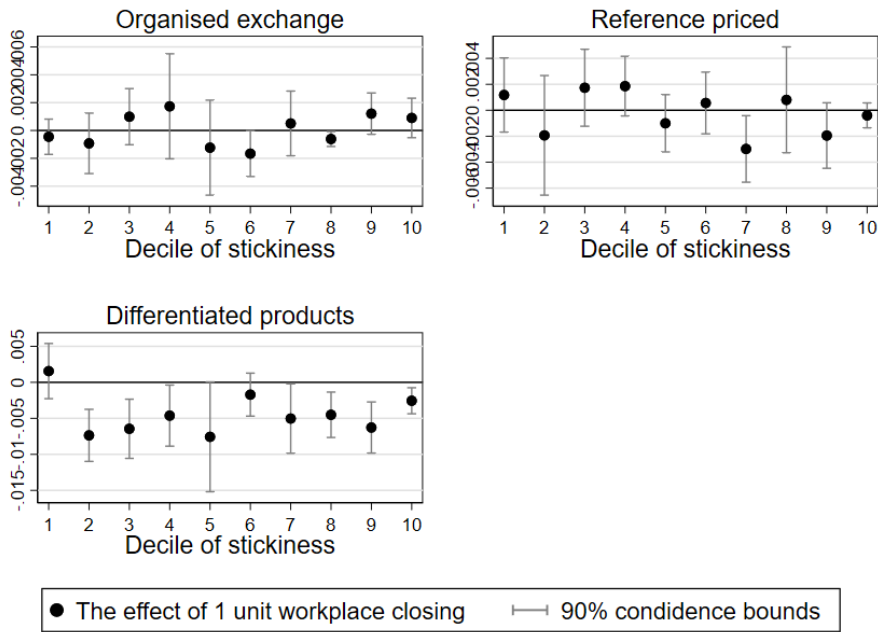 Organised exchange
0
1 2 3 4 5 6 7 8 9 10
Decile of stickiness
Reference priced
0
1 2 3 4 5 6 7 8 9 10
Decile of stickiness
Differentiated products
.005
0
-.005
-.01
-.015
1 2 3 4 5 6 7 8 9 10
Decile of stickiness
The effect of 1 unit workplace closing
90% condidence bounds